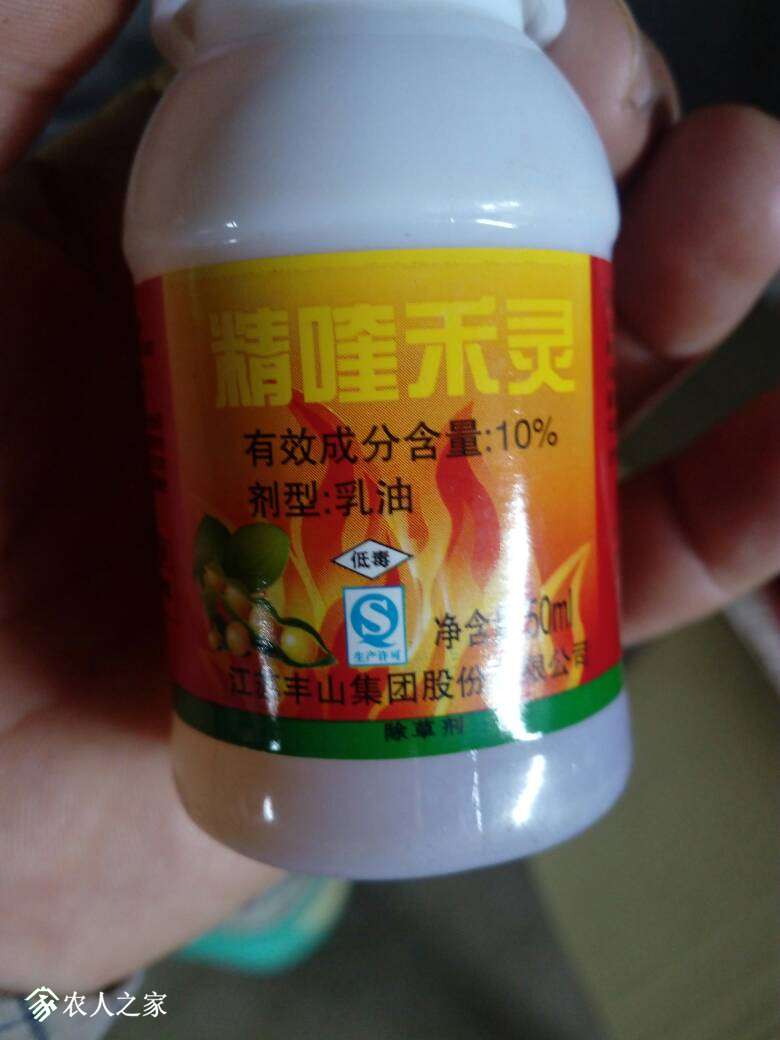 精喹禾灵
有效成分含量:10%
剂型:乳油
低毒
生产许可
净含 50ml
江苏丰山集团股份有限公司
除草剂
农人之家